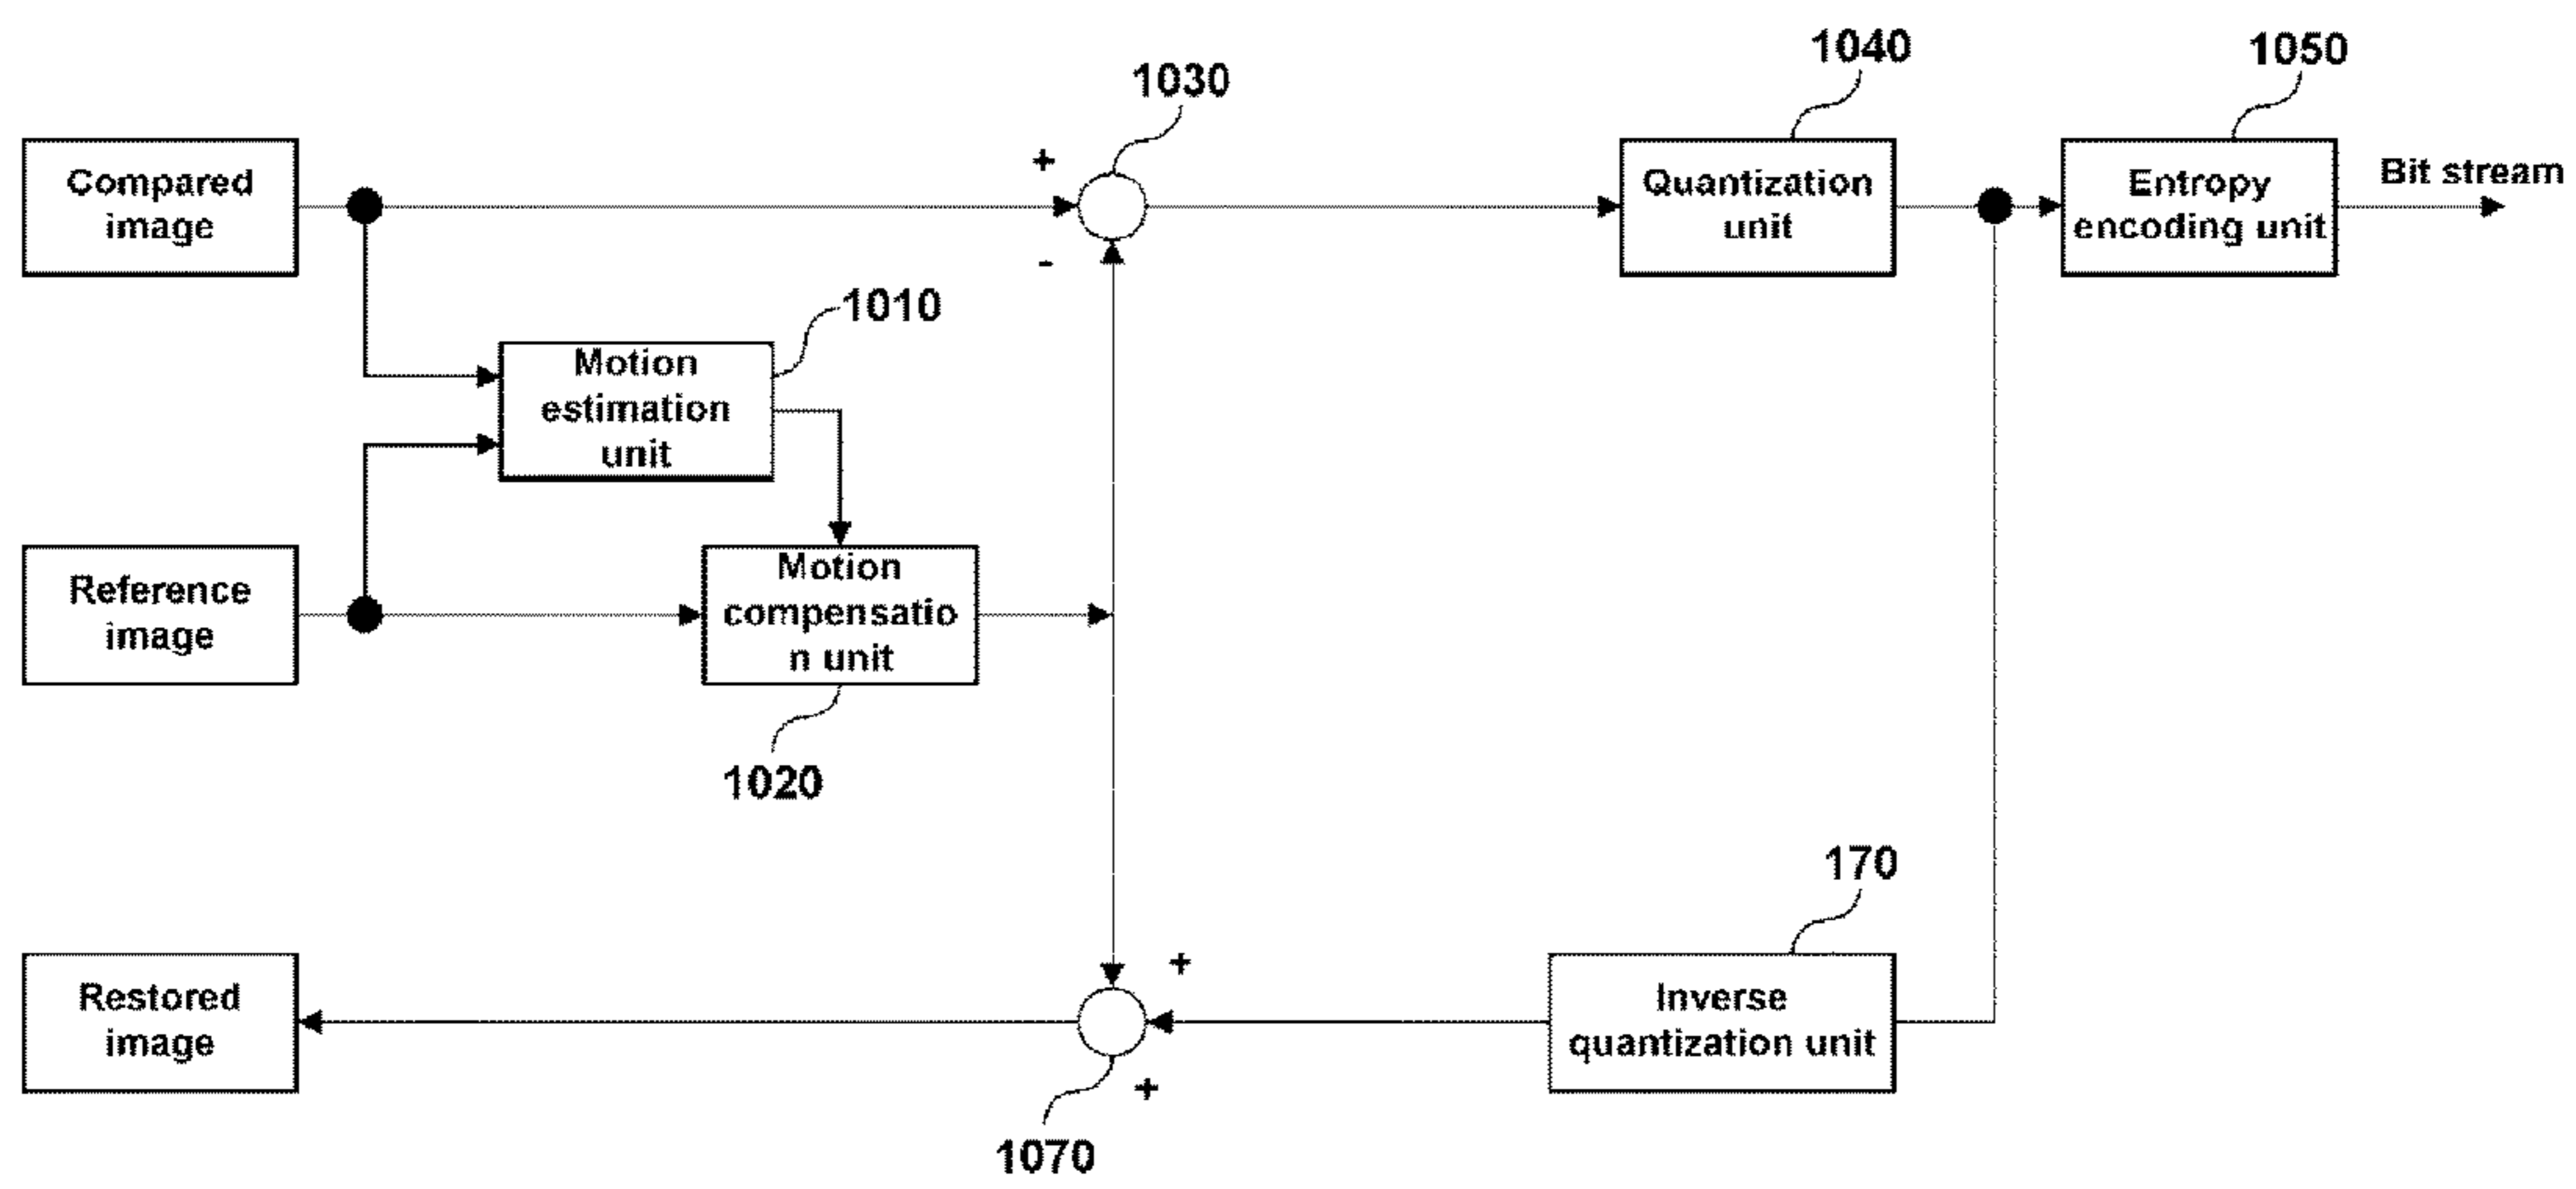 1040
1050
1030
Compared
image
+
-
Quantization
unit
Entropy
encoding unit
Bit stream
1010
Motion
estimation
unit
Reference
image
Motion
compensatio
n unit
1020
170
Restored
image
+
+
Inverse
quantization unit
1070